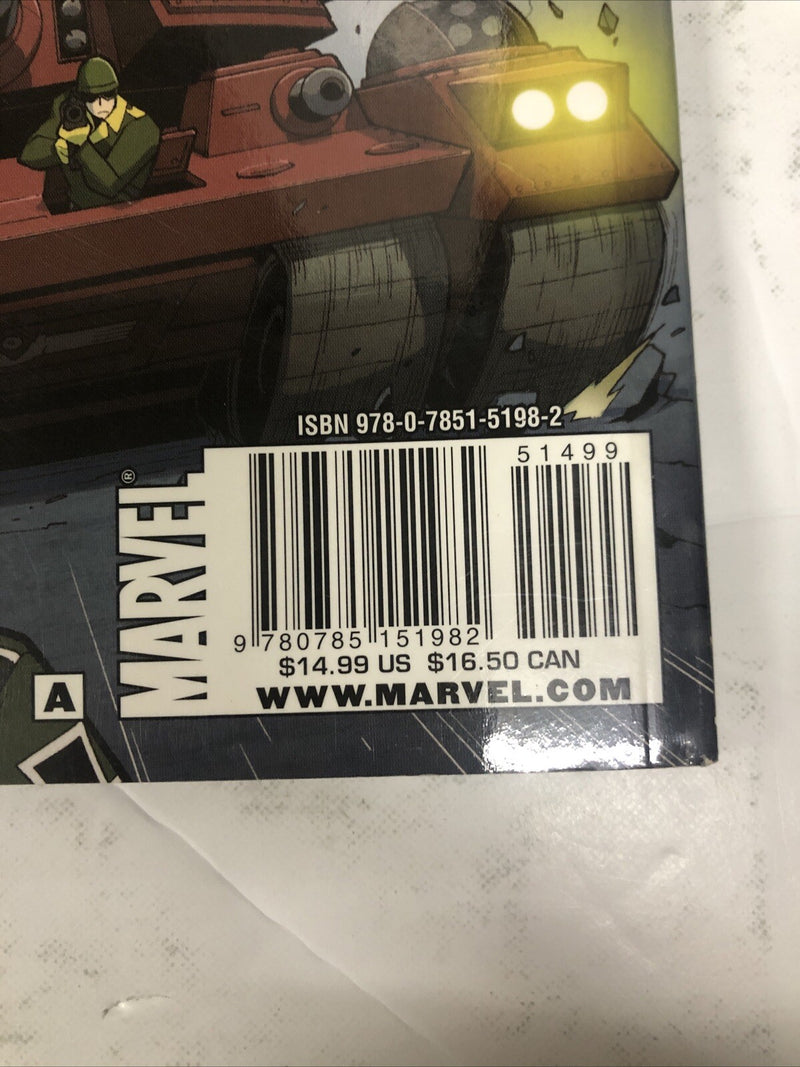 ISBN 978-0-7851-5198-2
51499
MARVEL®
9 780785 151982
$14.99 US $16.50 CAN
A
WWW.MARVEL.COM